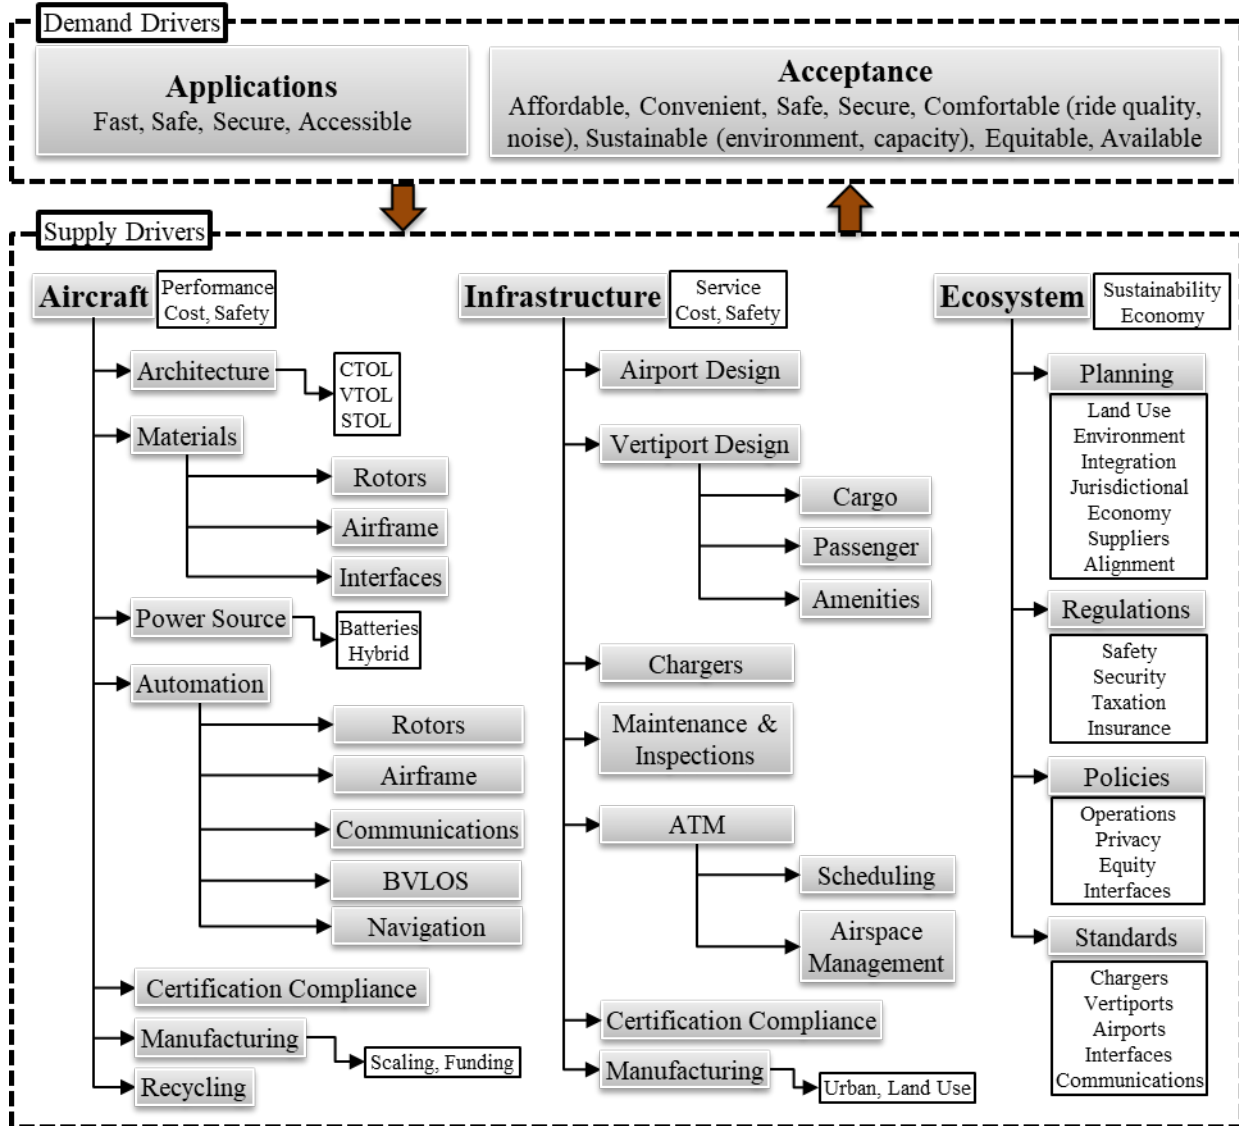 Demand Drivers
Applications
Fast, Safe, Secure, Accessible
Acceptance
Affordable, Convenient, Safe, Secure, Comfortable (ride quality,
noise), Sustainable (environment, capacity), Equitable, Available
Supply Drivers
Aircraft
Performance
Cost, Safety
Architecture
CTOL
VTOL
STOL
Materials
Rotors
Airframe
Interfaces
Power Source
Batteries
Hybrid
Automation
Rotors
Airframe
Communications
BVLOS
Navigation
Certification Compliance
Manufacturing
Scaling, Funding
Recycling
Infrastructure
Service
Cost, Safety
Airport Design
Vertiport Design
Cargo
Passenger
Amenities
Chargers
Maintenance &
Inspections
ATM
Scheduling
Airspace
Management
Certification Compliance
Manufacturing
Urban, Land Use
Ecosystem
Sustainability
Economy
Planning
Land Use
Environment
Integration
Jurisdictional
Economy
Suppliers
Alignment
Regulations
Safety
Security
Taxation
Insurance
Policies
Operations
Privacy
Equity
Interfaces
Standards
Chargers
Vertiports
Airports
Interfaces
Communications